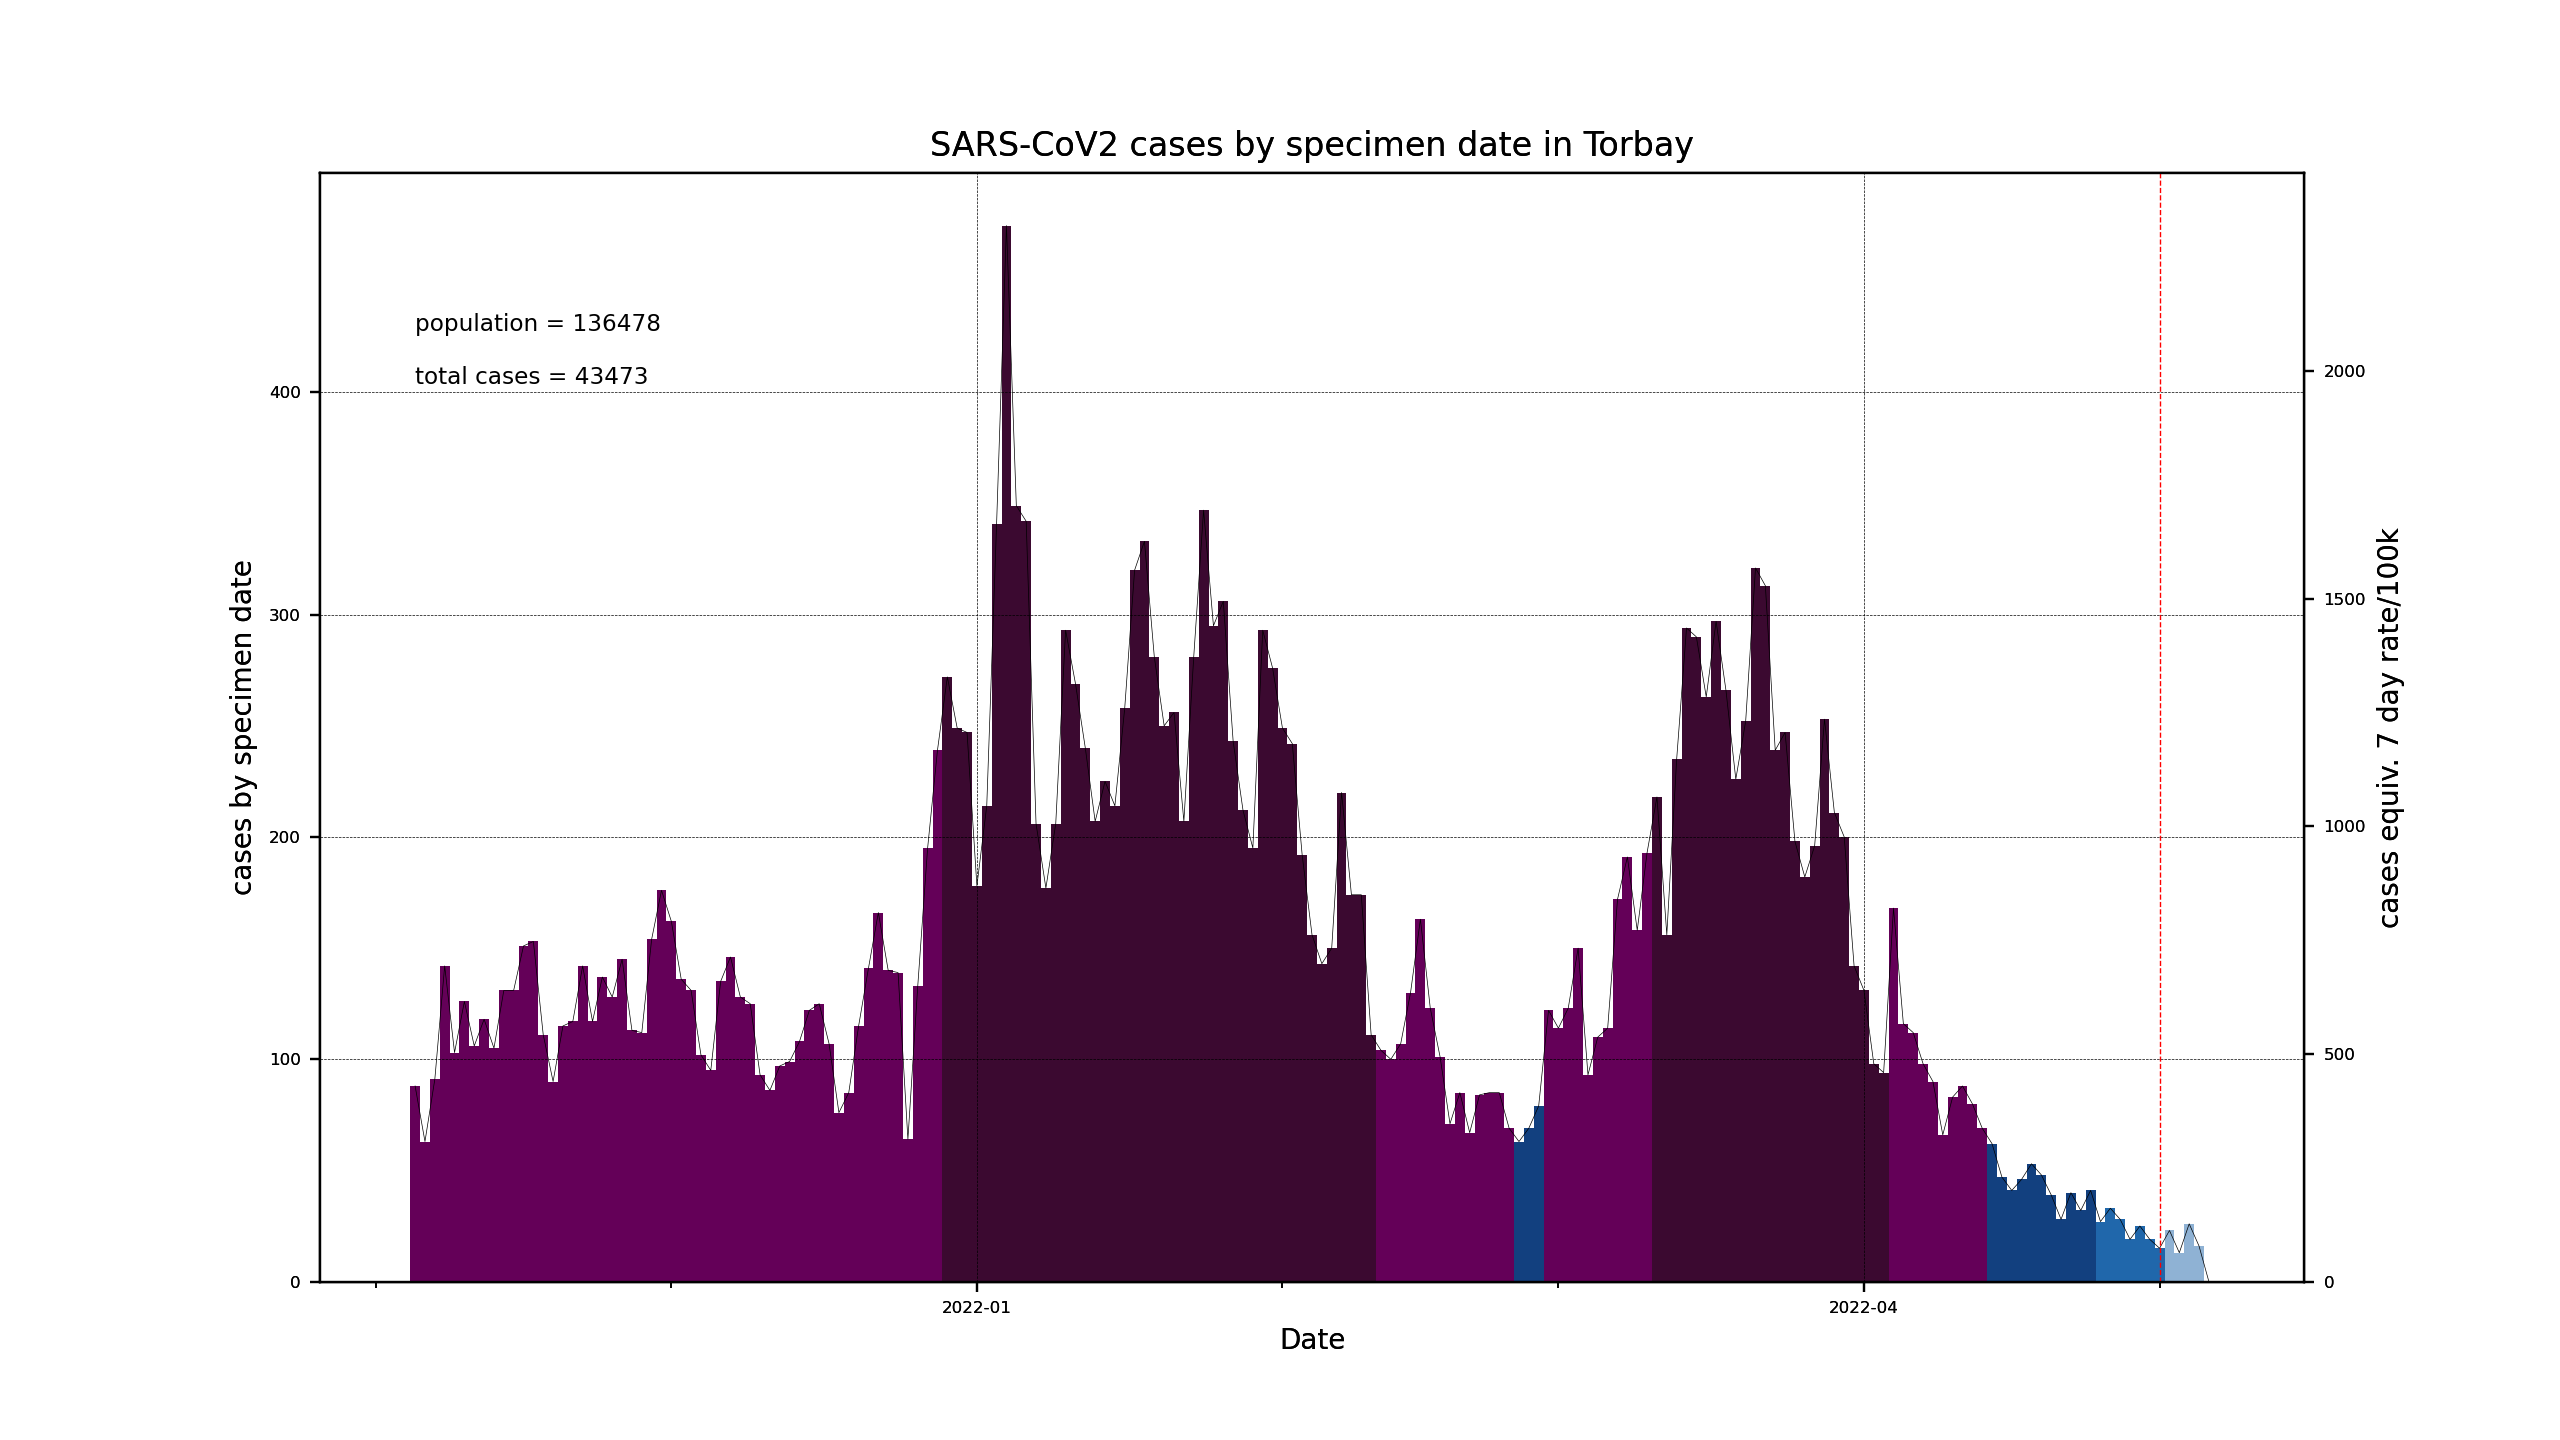 SARS-CoV2 cases by specimen date in Torbay
population = 136478
total cases = 43473
cases by specimen date
400
300
200
100
0
2000
1500
1000
500
0
cases equiv. 7 day rate/100k
2022-01
2022-04
Date